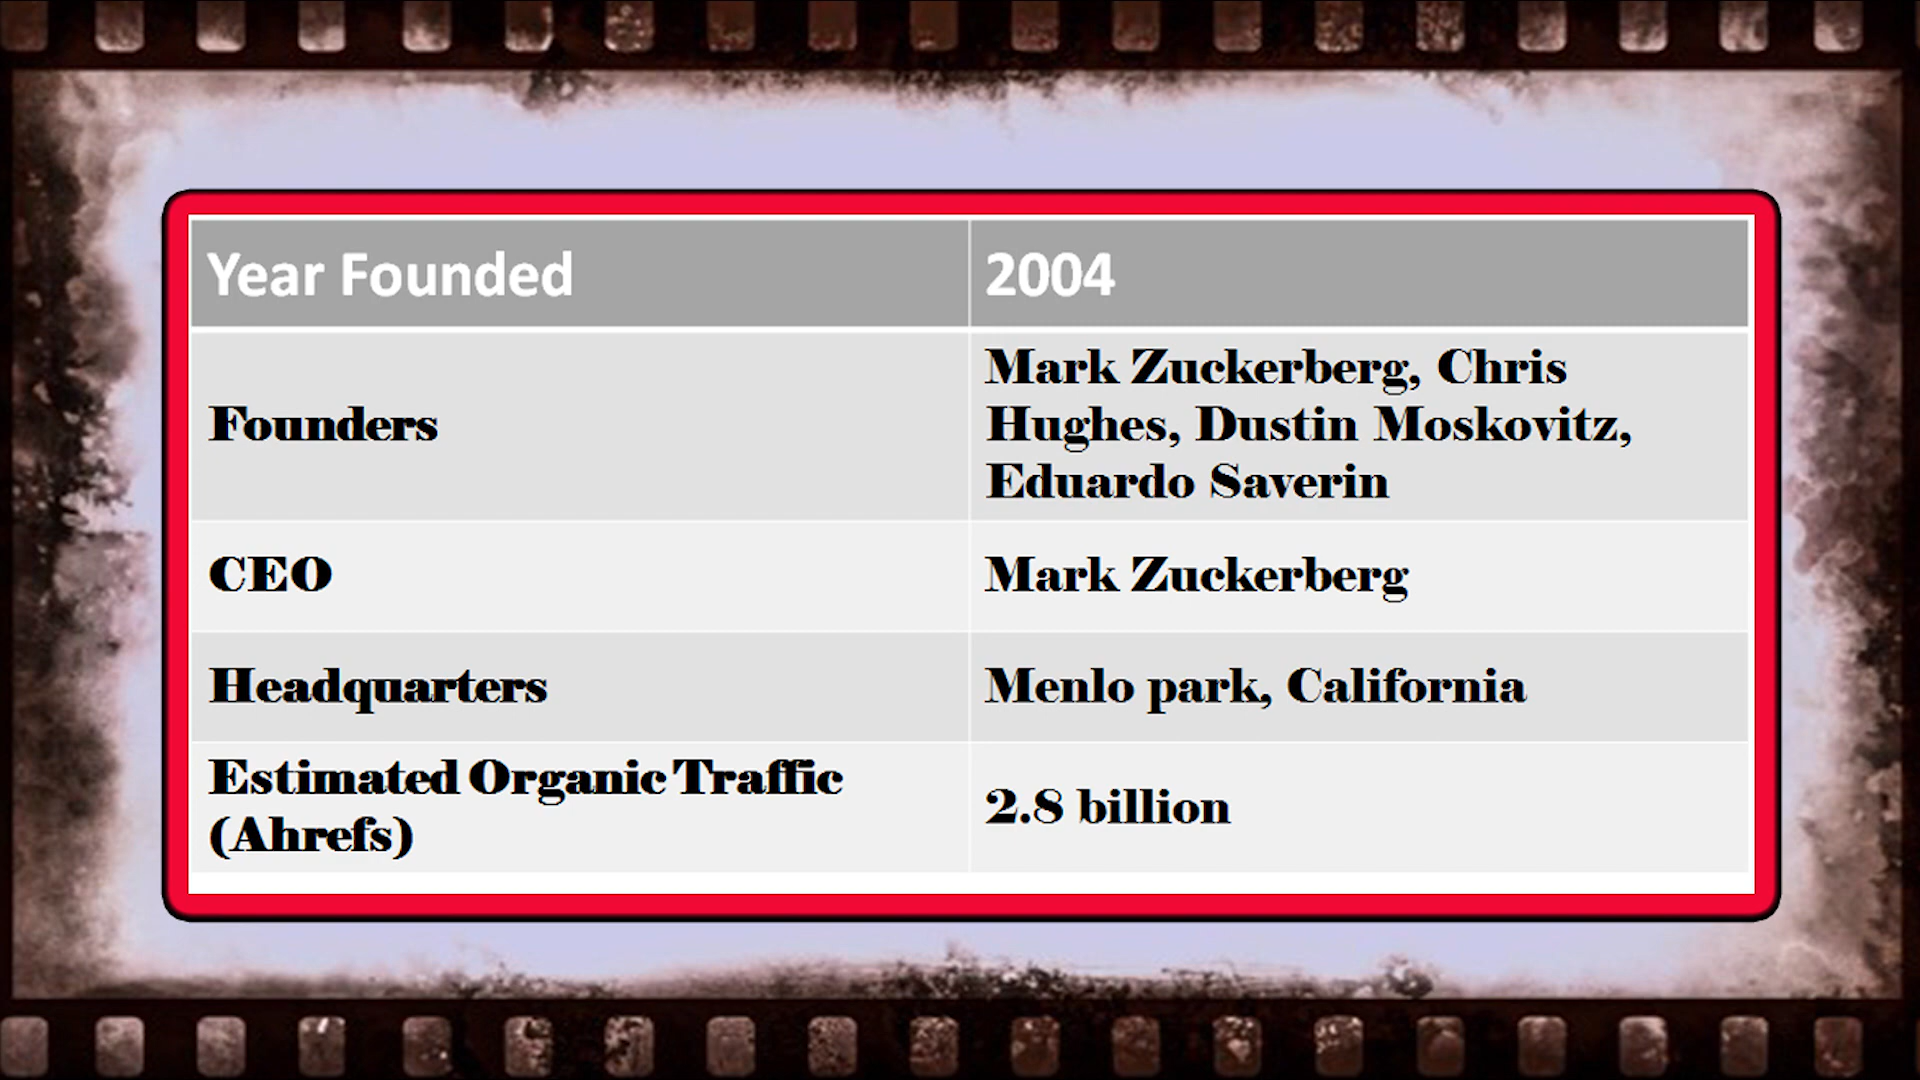 Year Founded
2004
Founders
Mark Zuckerberg, Chris
Hughes, Dustin Moskovitz,
Eduardo Saverin
CEO
Mark Zuckerberg
Headquarters
Menlo park, California
Estimated Organic Traffic
(Ahrefs)
2.8 billion